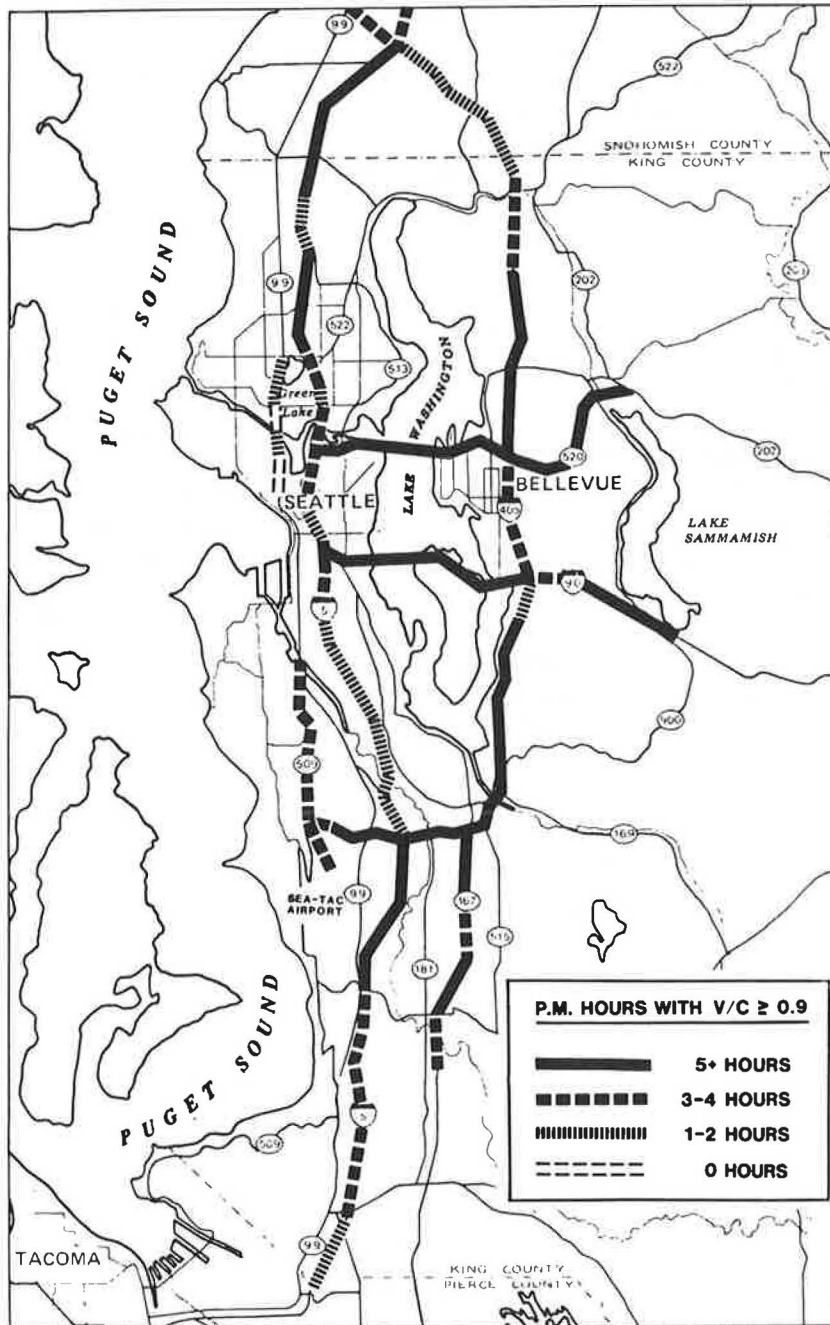 99
522
SNOHOMISH COUNTY
KING COUNTY
PUGET SOUND
99
522
202
203
513
Green
Lake
WASHINGTON
LAKE
520
202
SEATTLE
BELLEVUE
405
LAKE
SAMMAMISH
90
5
900
509
169
SEA-TAC
AIRPORT
99
167
515
181
PUGET SOUND
5
509
99
TACOMA
KING COUNTY
PIERCE COUNTY
P.M. HOURS WITH V/C ≥ 0.9
5+ HOURS
3-4 HOURS
1-2 HOURS
0 HOURS